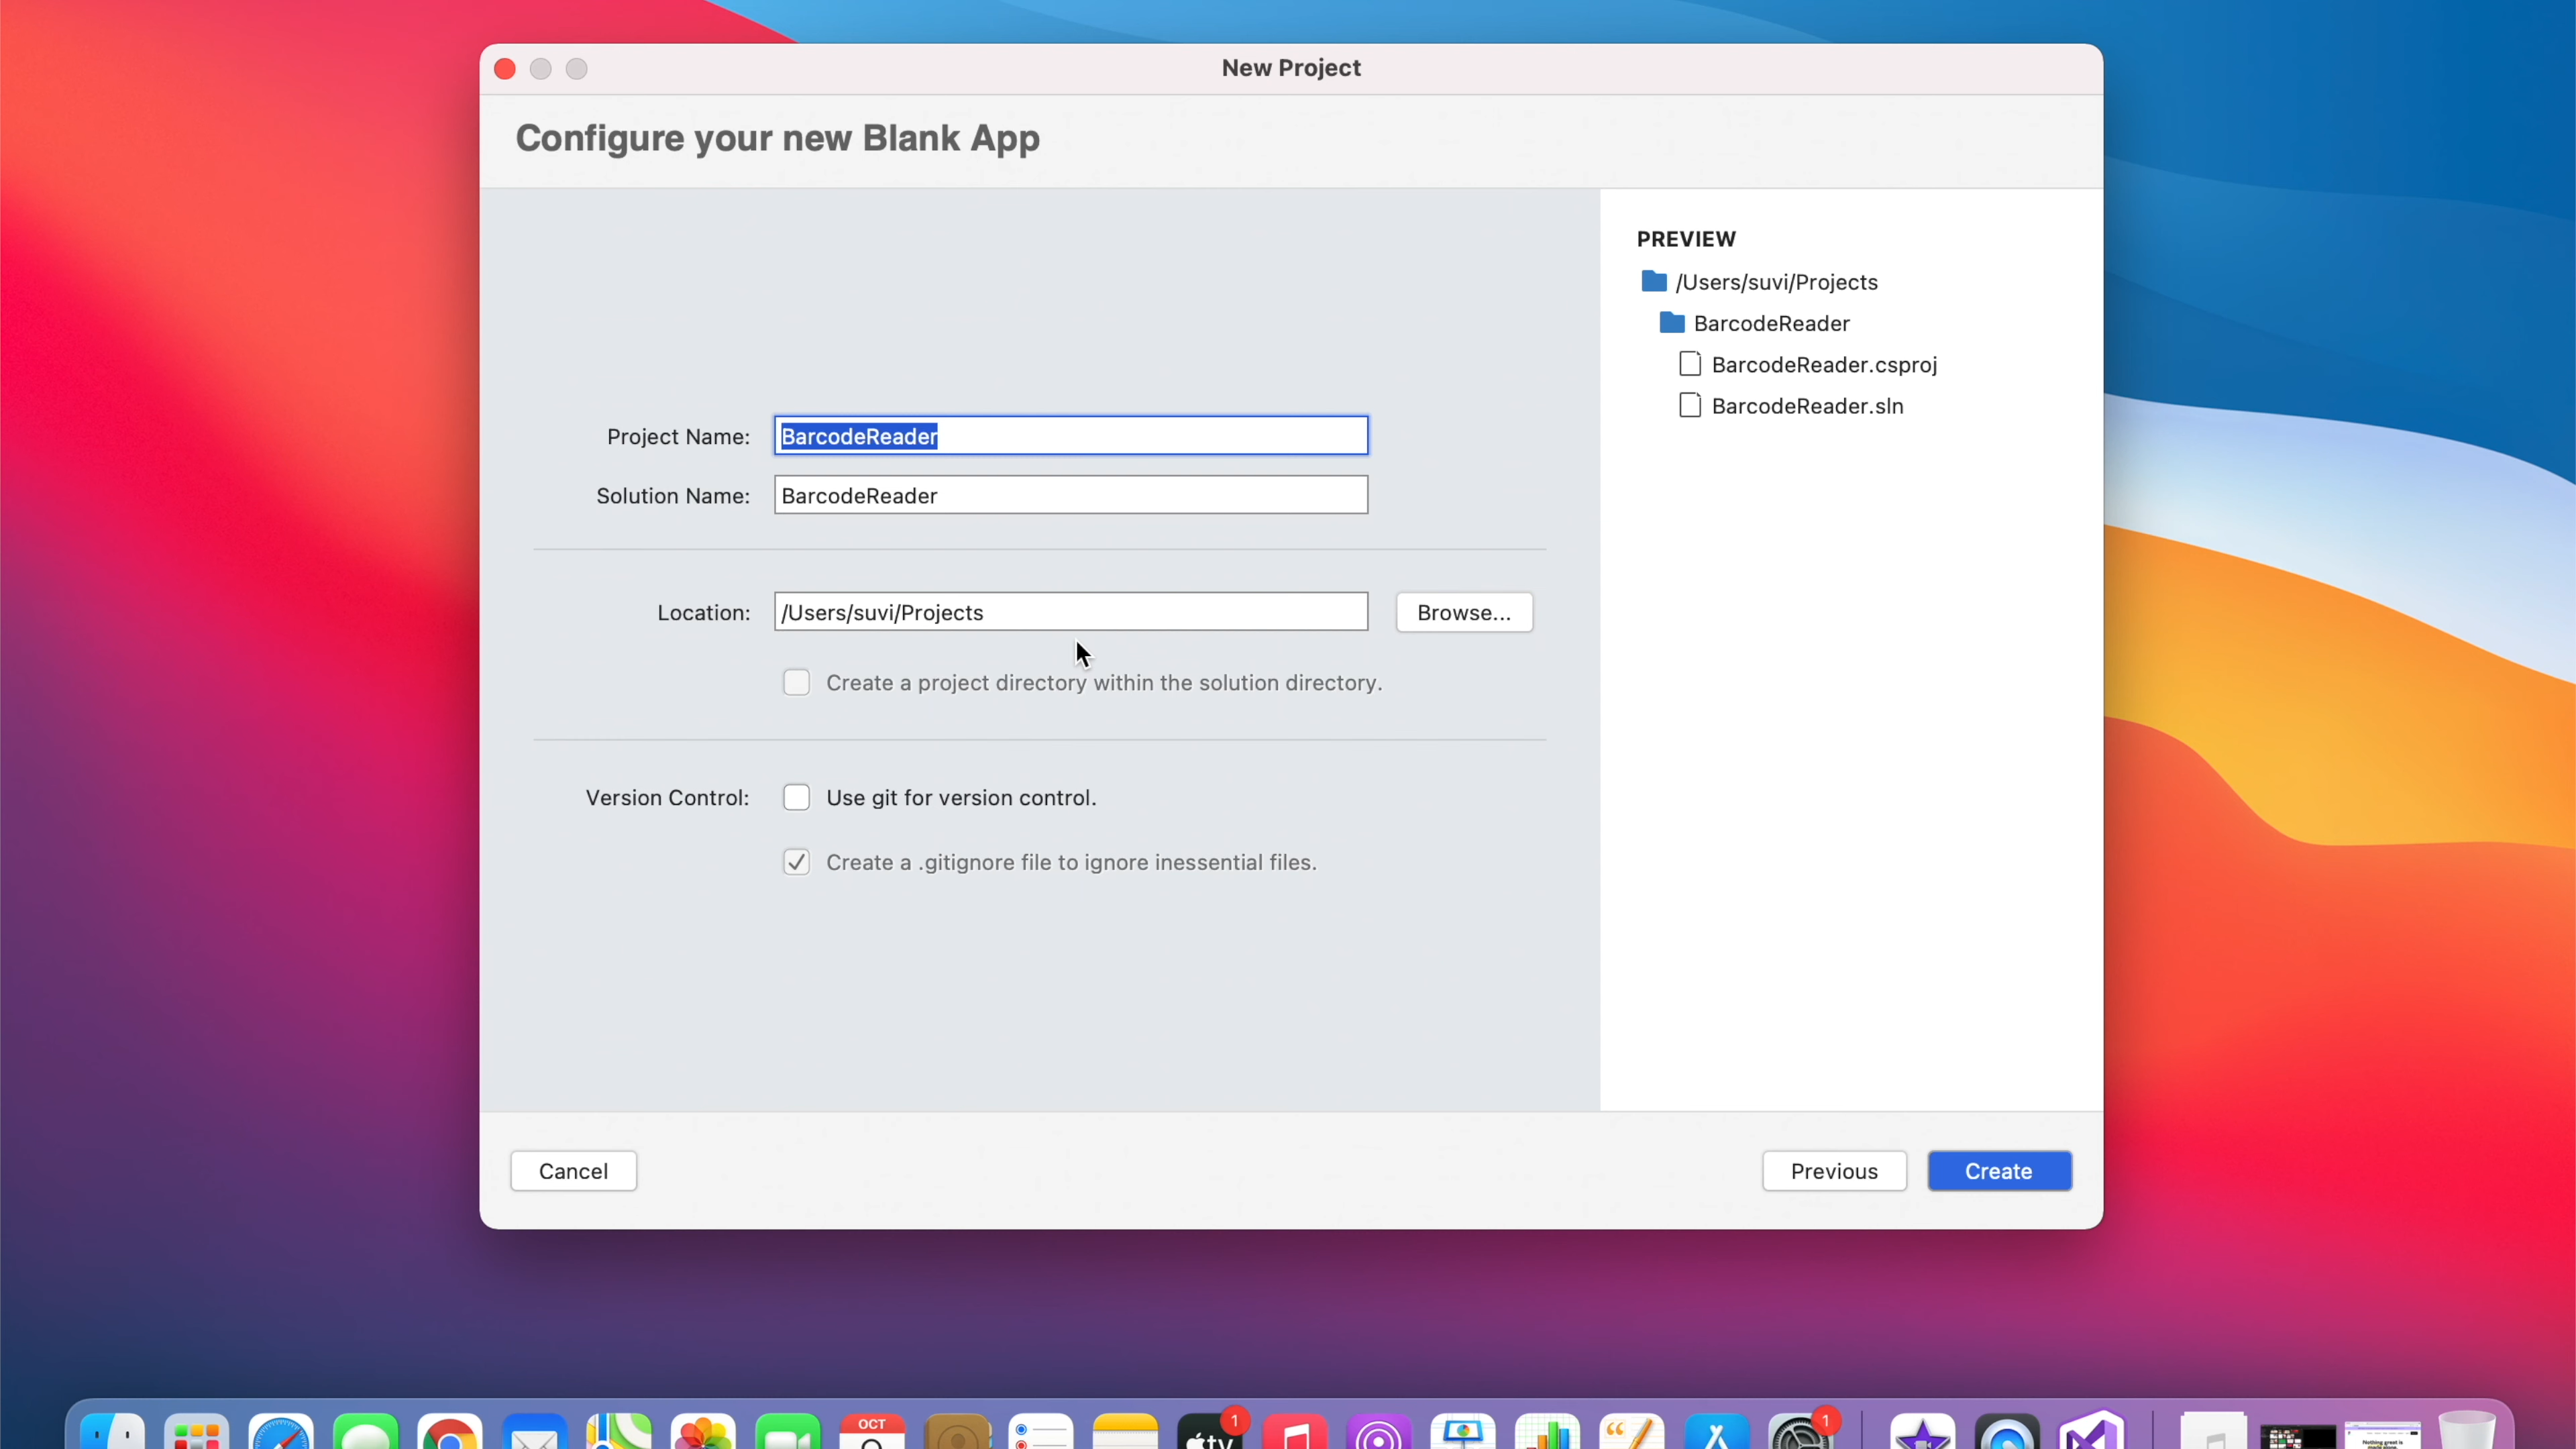 New Project
Configure your new Blank App
PREVIEW
/Users/suvi/Projects
BarcodeReader
BarcodeReader.csproj
BarcodeReader.sln
Project Name: BarcodeReader
Solution Name: BarcodeReader
Location: /Users/suvi/Projects Browse...
Create a project directory within the solution directory.
Version Control: Use git for version control.
Create a .gitignore file to ignore inessential files.
Cancel Previous Create
OCT
1
tv
1